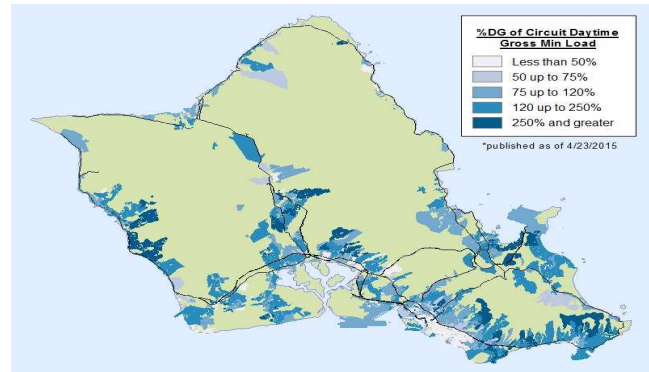 %DG of Circuit Daytime
Gross Min Load
Less than 50%
50 up to 75%
75 up to 120%
120 up to 250%
250% and greater
*published as of 4/23/2015